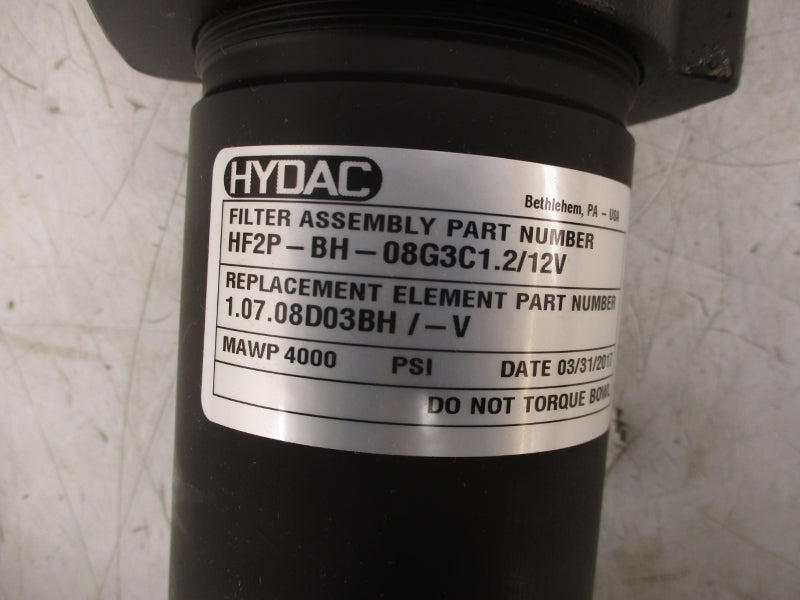 HYDAC
Bethlehem, PA - USA
FILTER ASSEMBLY PART NUMBER
HF2P-BH-08G3C1.2/12V
REPLACEMENT ELEMENT PART NUMBER
1.07.08D03BH /-V
MAWP 4000 PSI DATE 03/31/2017
DO NOT TORQUE BOWL